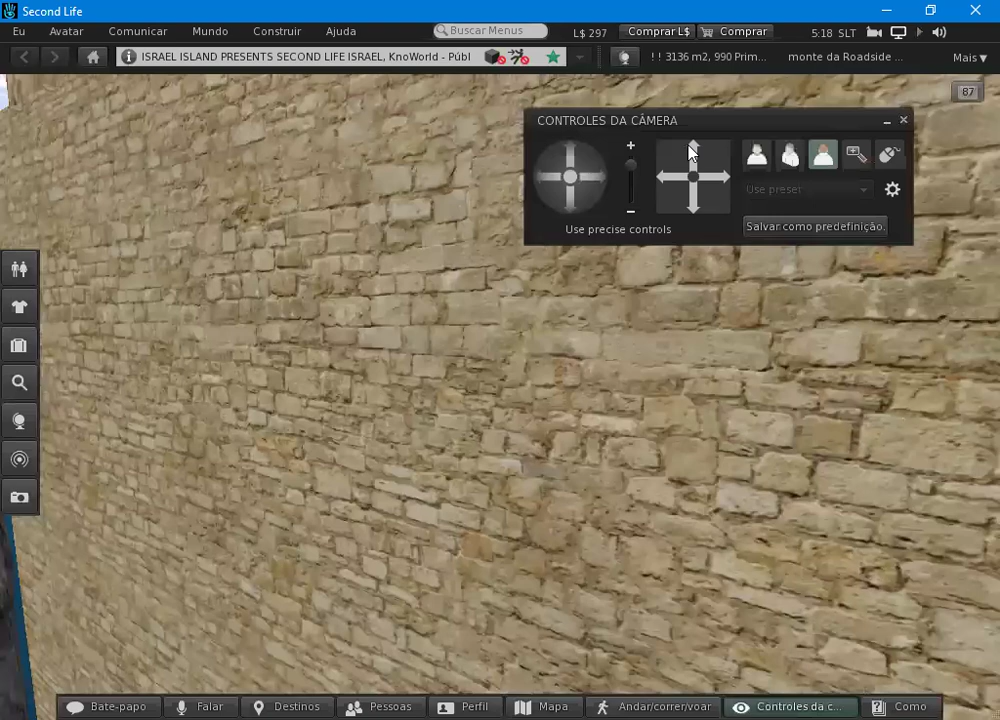 Second Life
Eu Avatar Comunicar Mundo Construir Ajuda Buscar Menus L$ 297 Comprar L$ Comprar 5:18 SLT
ISRAEL ISLAND PRESENTS SECOND LIFE ISRAEL, KnoWorld - Públ ! ! 3136 m2, 990 Prim... monte da Roadside ... Mais ▾
87
CONTROLES DA CÂMERA
+
−
Use preset
Use precise controls
Salvar como predefinição.
Bate-papo Falar Destinos Pessoas Perfil Mapa Andar/correr/voar Controles da c... Como